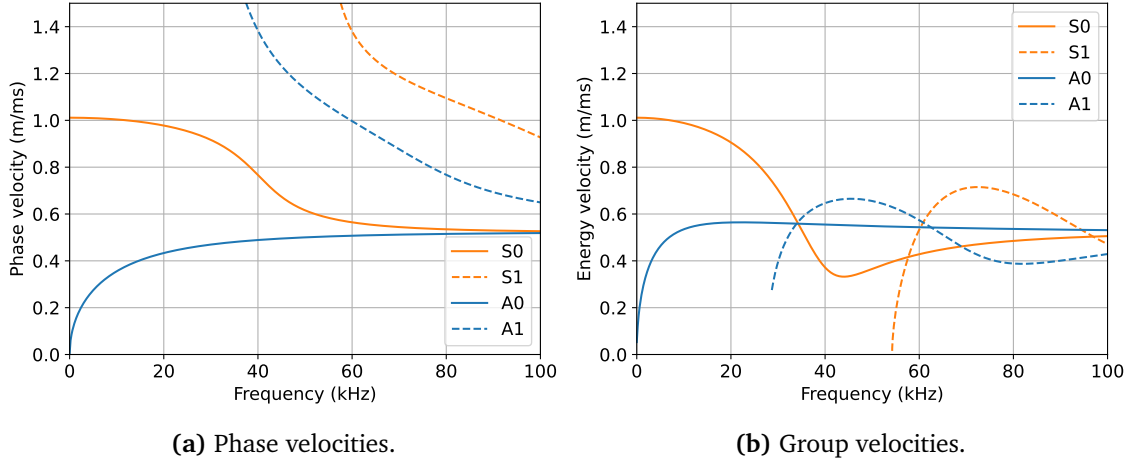 Phase velocity (m/ms)
1.4
1.2
1.0
0.8
0.6
0.4
0.2
0.0
0 20 40 60 80 100
Frequency (kHz)
S0
S1
A0
A1
(a) Phase velocities.
Energy velocity (m/ms)
1.4
1.2
1.0
0.8
0.6
0.4
0.2
0.0
0 20 40 60 80 100
Frequency (kHz)
S0
S1
A0
A1
(b) Group velocities.